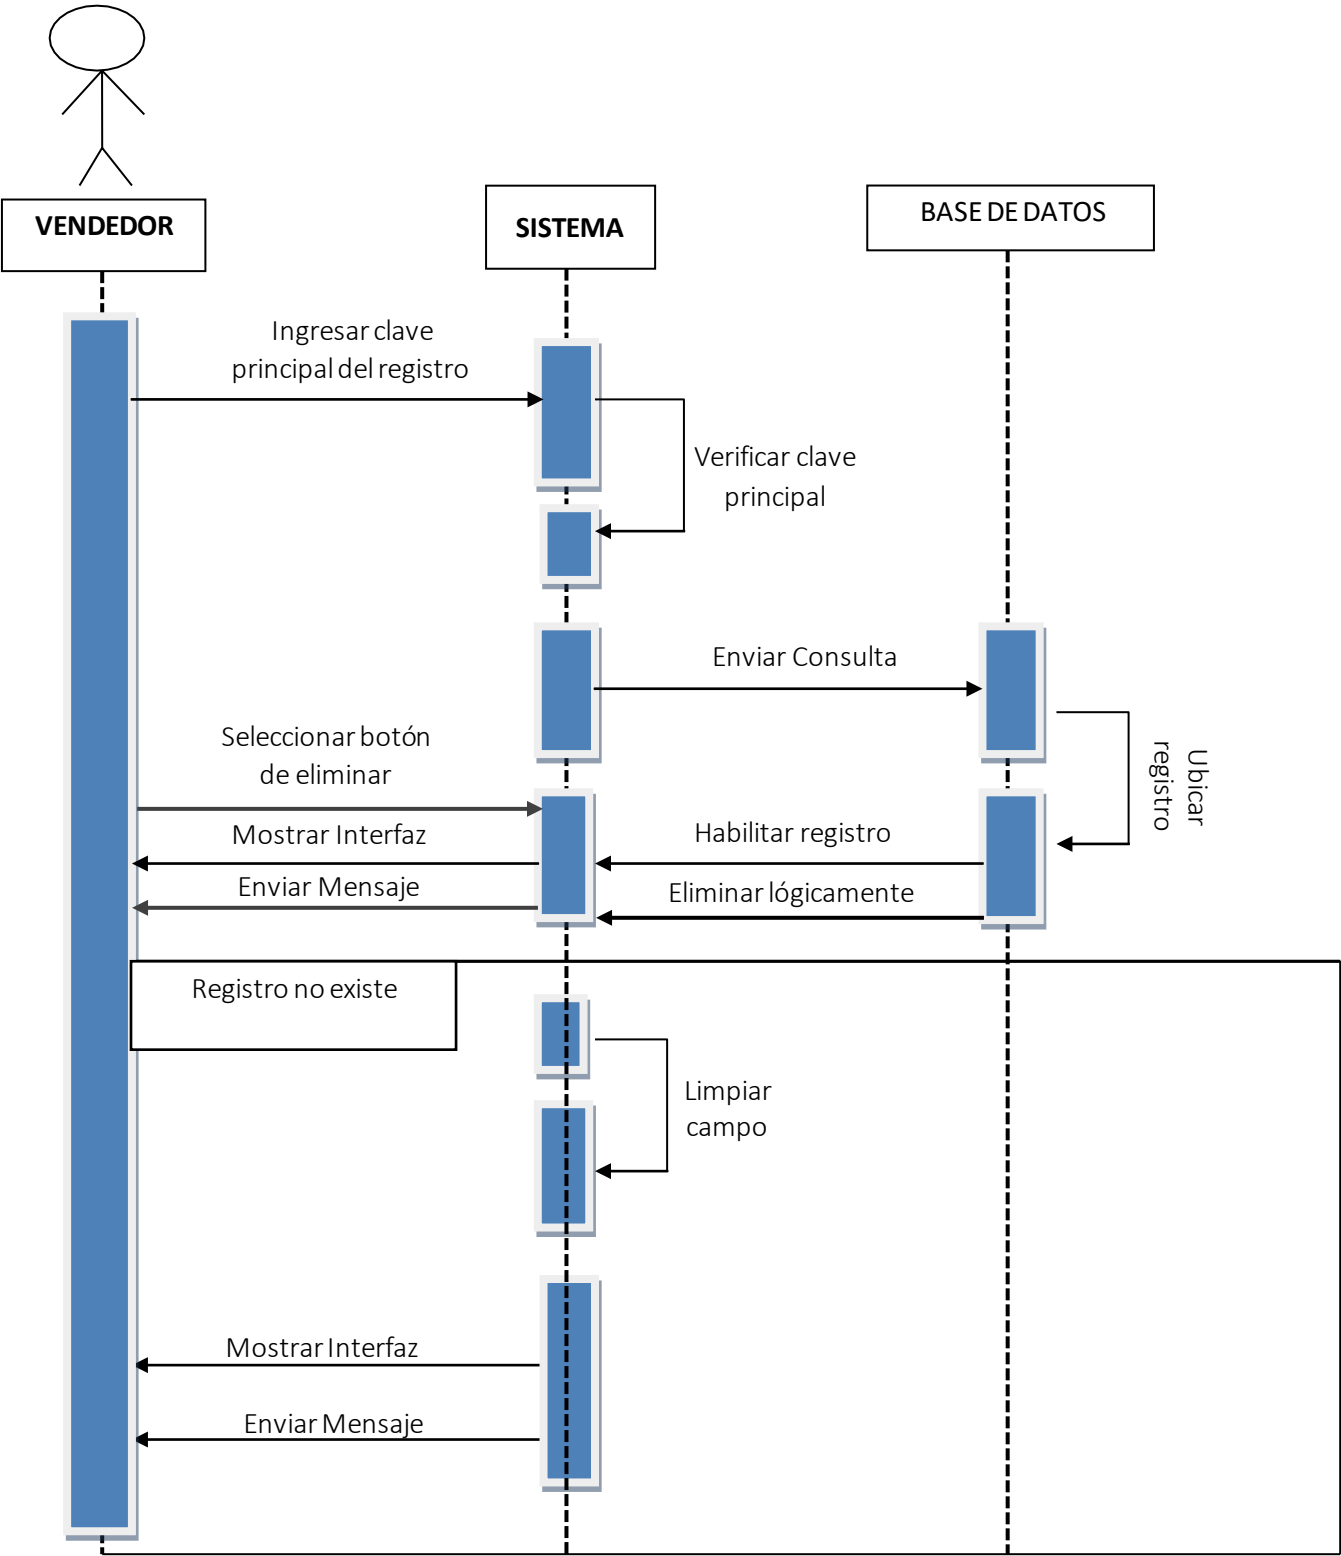 VENDEDOR
SISTEMA
BASE DE DATOS
Ingresar clave
principal del registro
Verificar clave
principal
Enviar Consulta
Seleccionar botón
de eliminar
Ubicar
registro
Mostrar Interfaz
Habilitar registro
Enviar Mensaje
Eliminar lógicamente
Registro no existe
Limpiar
campo
Mostrar Interfaz
Enviar Mensaje